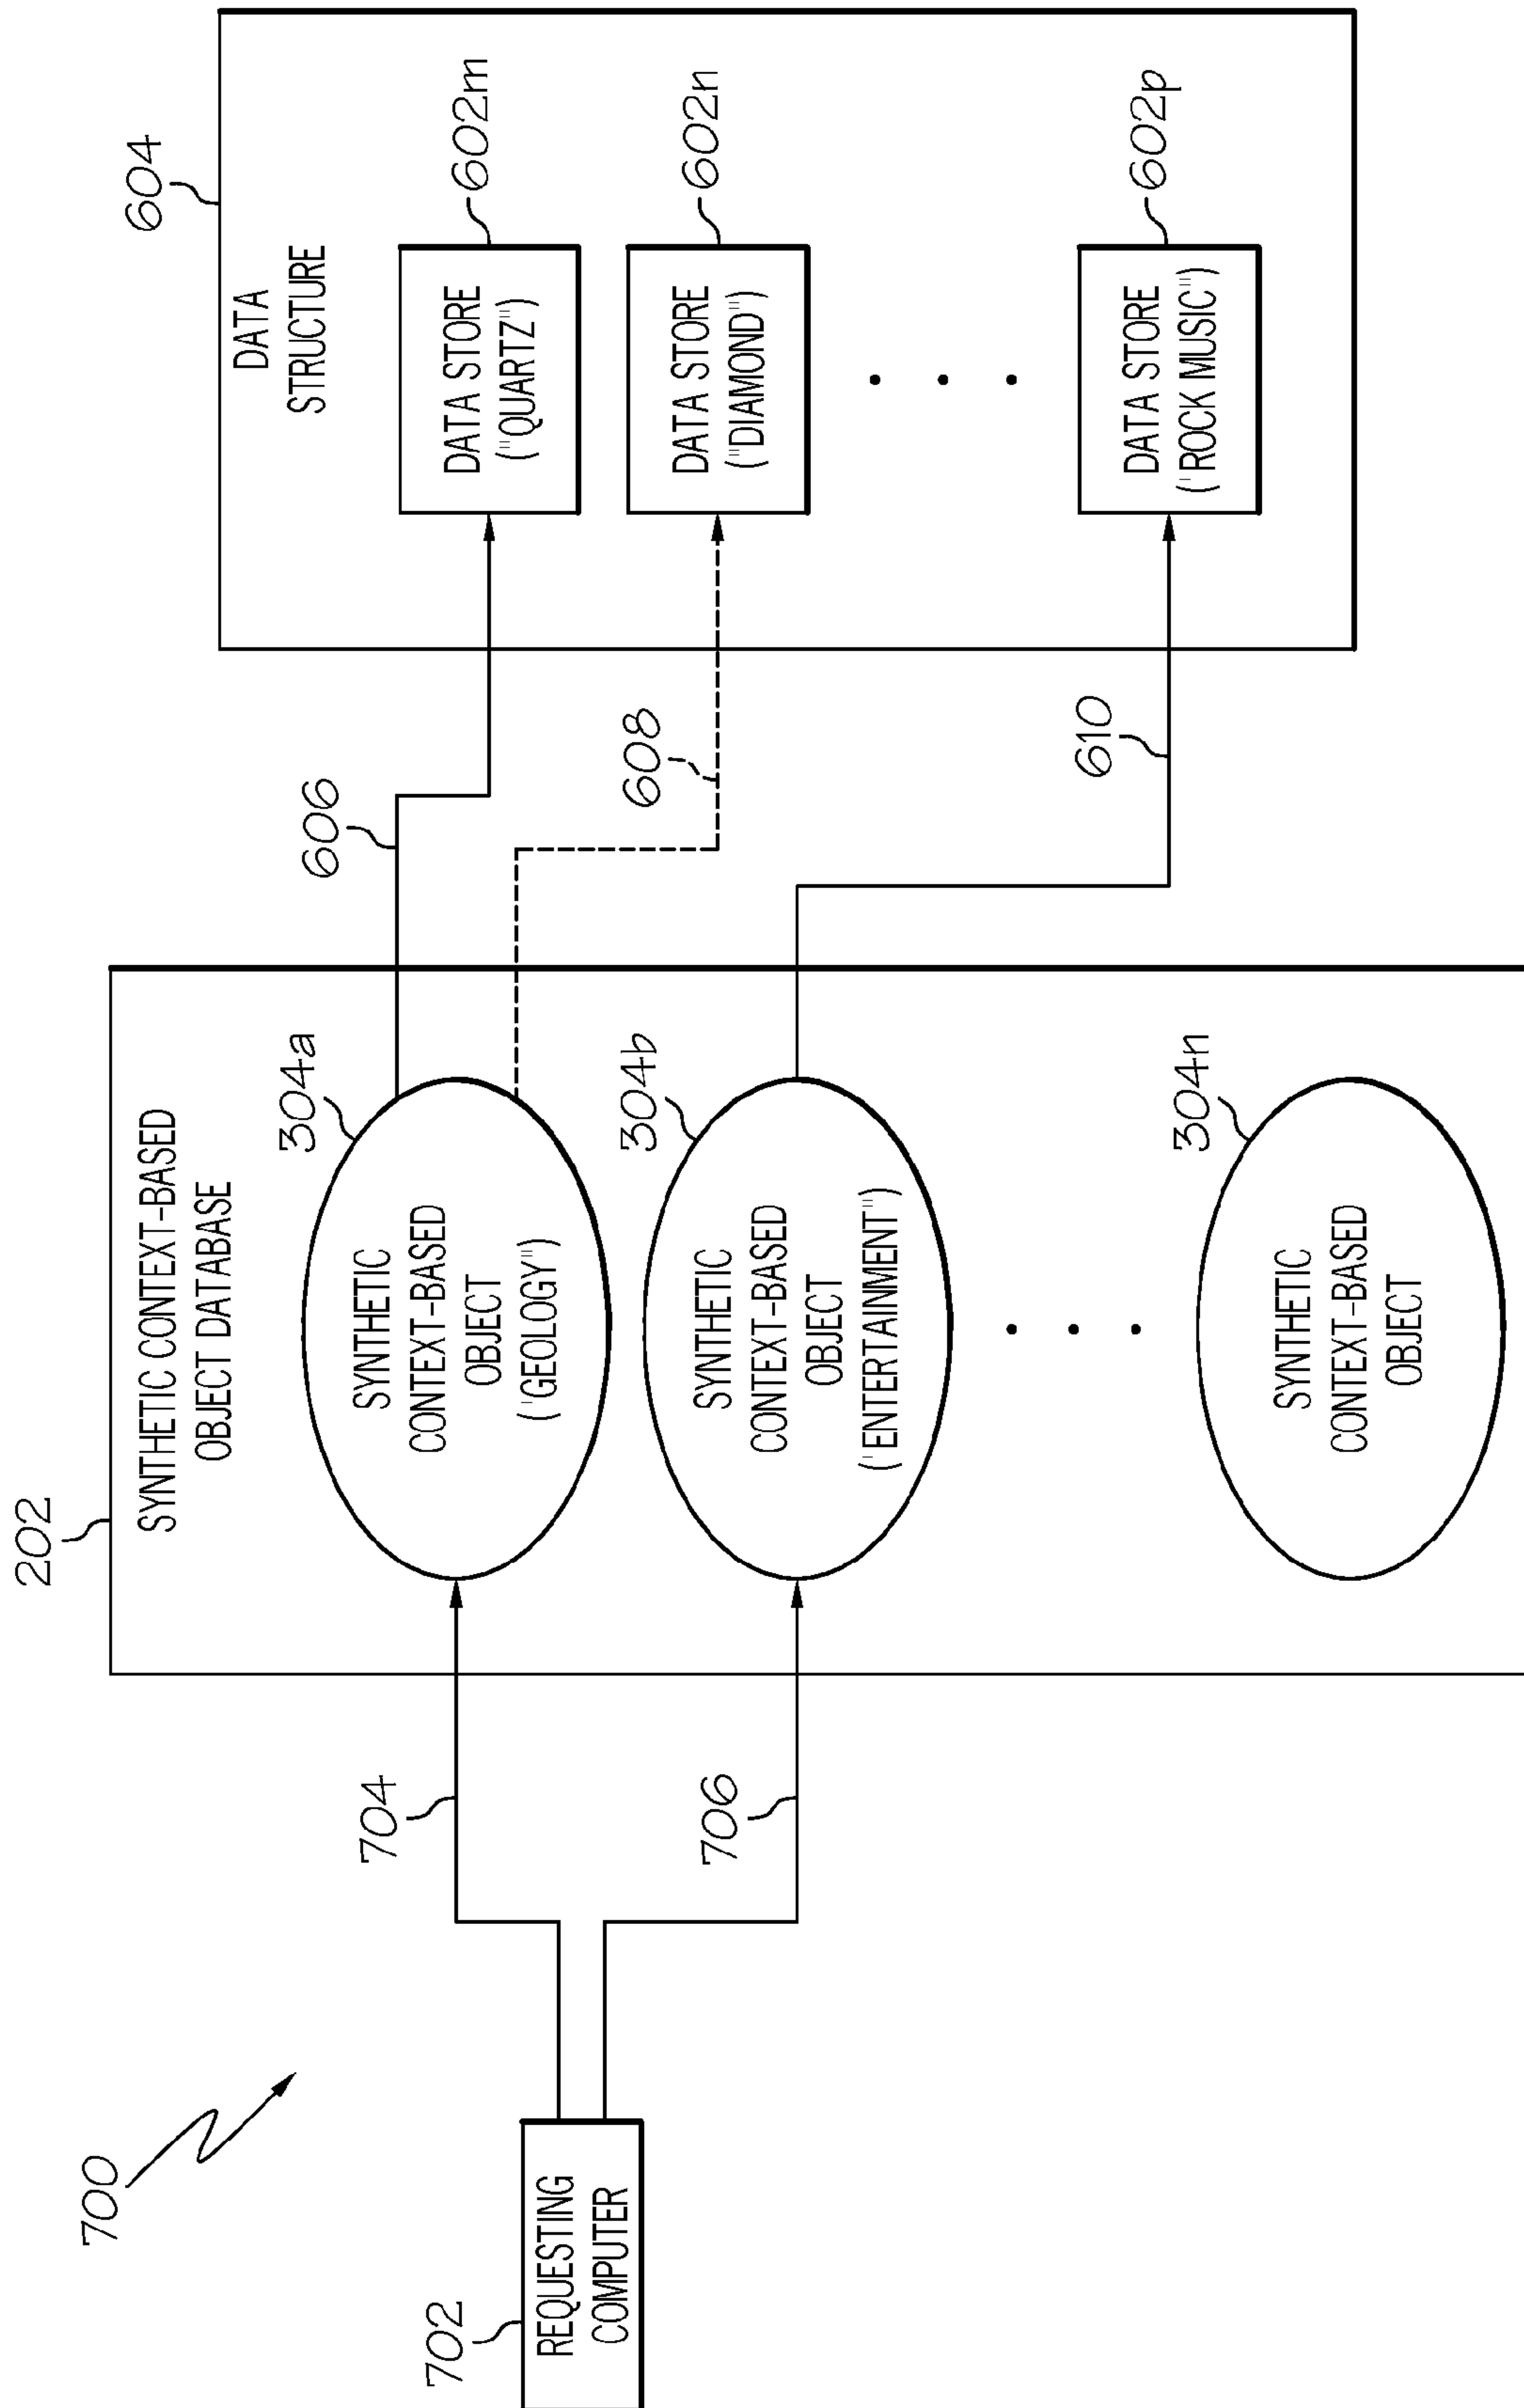 700
702
REQUESTING
COMPUTER
704
706
202
SYNTHETIC CONTEXT-BASED
OBJECT DATABASE
304a
SYNTHETIC
CONTEXT-BASED
OBJECT
("GEOLOGY")
304b
SYNTHETIC
CONTEXT-BASED
OBJECT
("ENTERTAINMENT")
304n
SYNTHETIC
CONTEXT-BASED
OBJECT
606
608
610
604
DATA
STRUCTURE
DATA STORE
("QUARTZ")
602m
DATA STORE
("DIAMOND")
602n
DATA STORE
("ROCK MUSIC")
602p